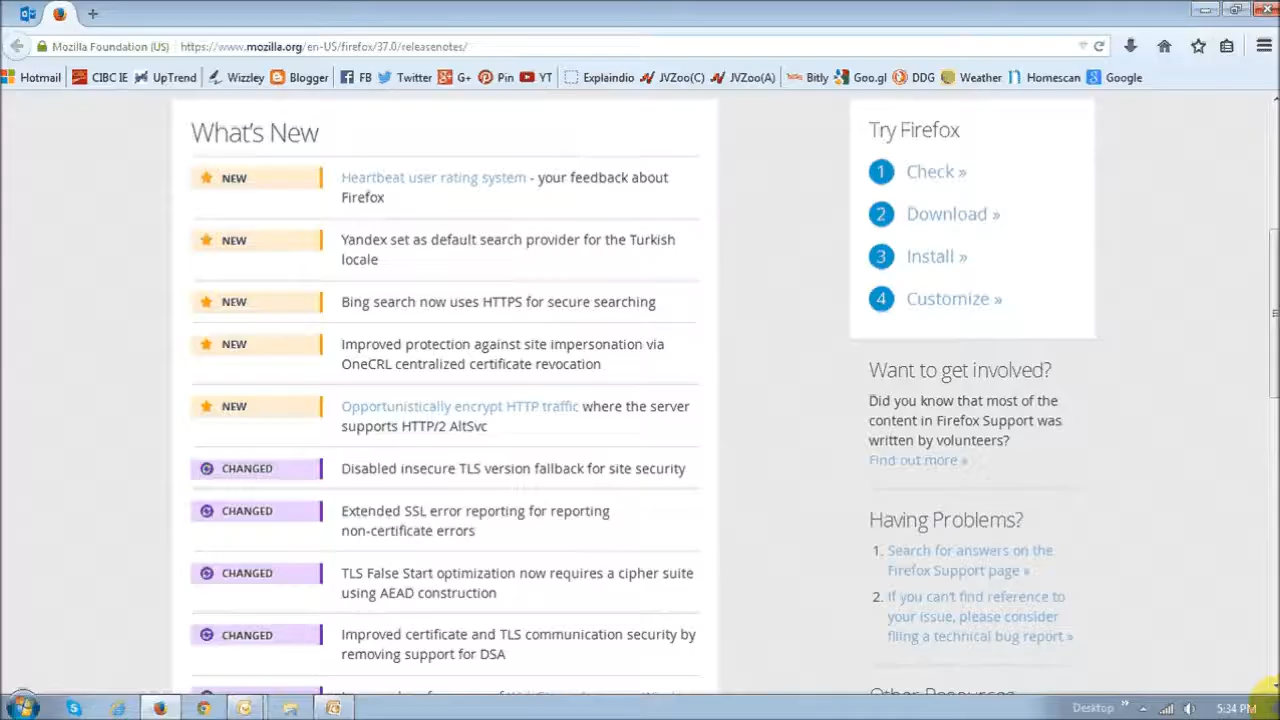 Mozilla Foundation (US) https://www.mozilla.org/en-US/firefox/37.0/releasenotes/
Hotmail CIBC IE UpTrend Wizzley Blogger FB Twitter G+ Pin YT Explaindio JVZoo(C) JVZoo(A) Bitly Goo.gl DDG Weather Homescan Google
What's New
NEW Heartbeat user rating system - your feedback about
Firefox
NEW Yandex set as default search provider for the Turkish
locale
NEW Bing search now uses HTTPS for secure searching
NEW Improved protection against site impersonation via
OneCRL centralized certificate revocation
NEW Opportunistically encrypt HTTP traffic where the server
supports HTTP/2 AltSvc
CHANGED Disabled insecure TLS version fallback for site security
CHANGED Extended SSL error reporting for reporting
non-certificate errors
CHANGED TLS False Start optimization now requires a cipher suite
using AEAD construction
CHANGED Improved certificate and TLS communication security by
removing support for DSA
Try Firefox
1 Check »
2 Download »
3 Install »
4 Customize »
Want to get involved?
Did you know that most of the
content in Firefox Support was
written by volunteers?
Find out more »
Having Problems?
1. Search for answers on the
Firefox Support page »
2. If you can't find reference to
your issue, please consider
filing a technical bug report »
Other Resources
Desktop » 5:34 PM